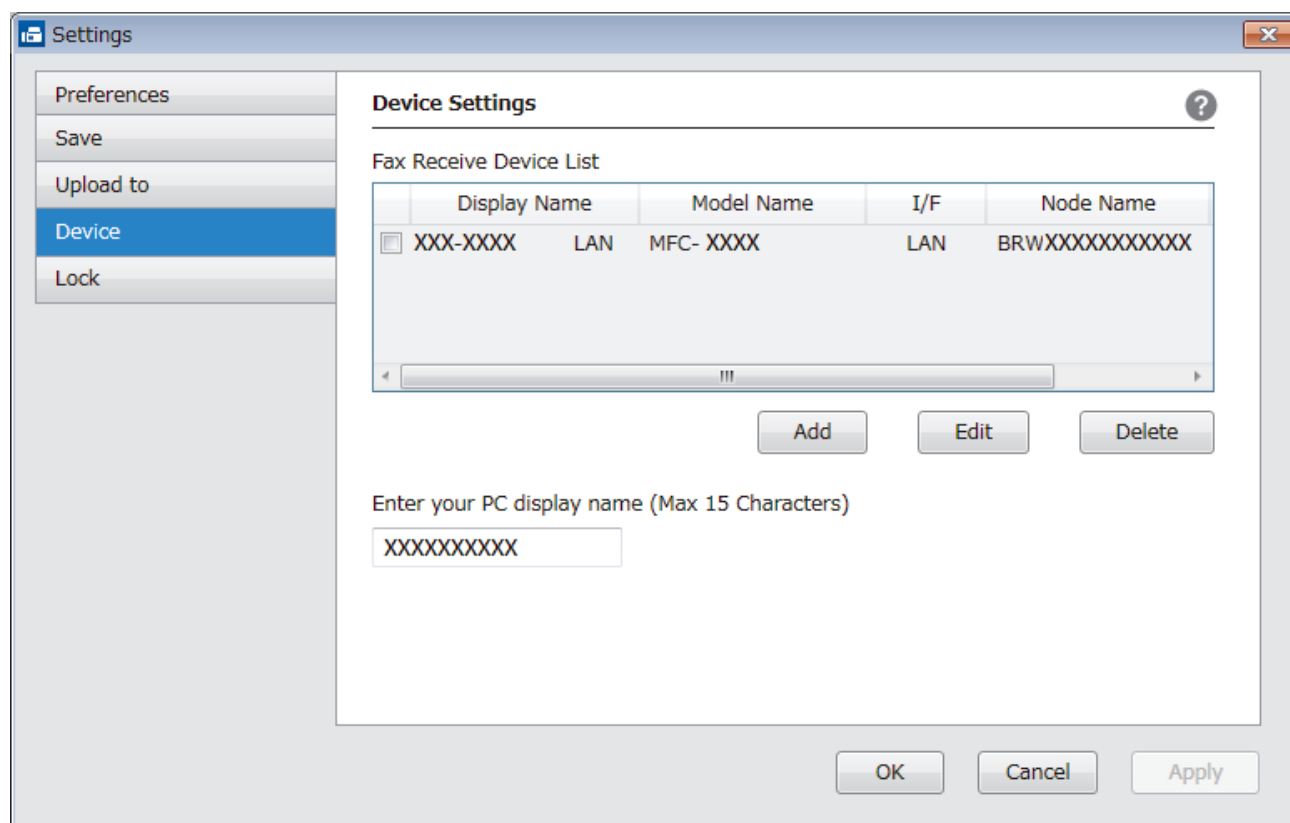 Settings
Preferences
Save
Upload to
Device
Lock
Device Settings
?
Fax Receive Device List
Display Name Model Name I/F Node Name
XXX-XXXX LAN MFC- XXXX LAN BRWXXXXXXXXXXX
Add Edit Delete
Enter your PC display name (Max 15 Characters)
XXXXXXXXXX
OK Cancel Apply